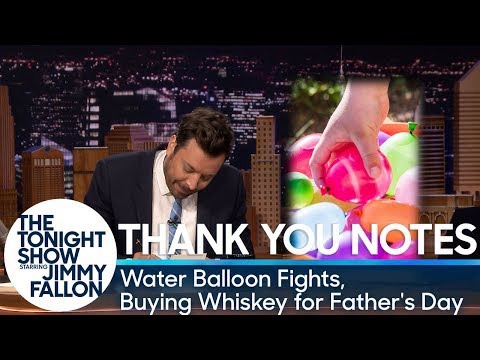 THANK YOU NOTES
THE
TONIGHT
SHOW
STARRING
JIMMY
FALLON
Water Balloon Fights,
Buying Whiskey for Father's Day